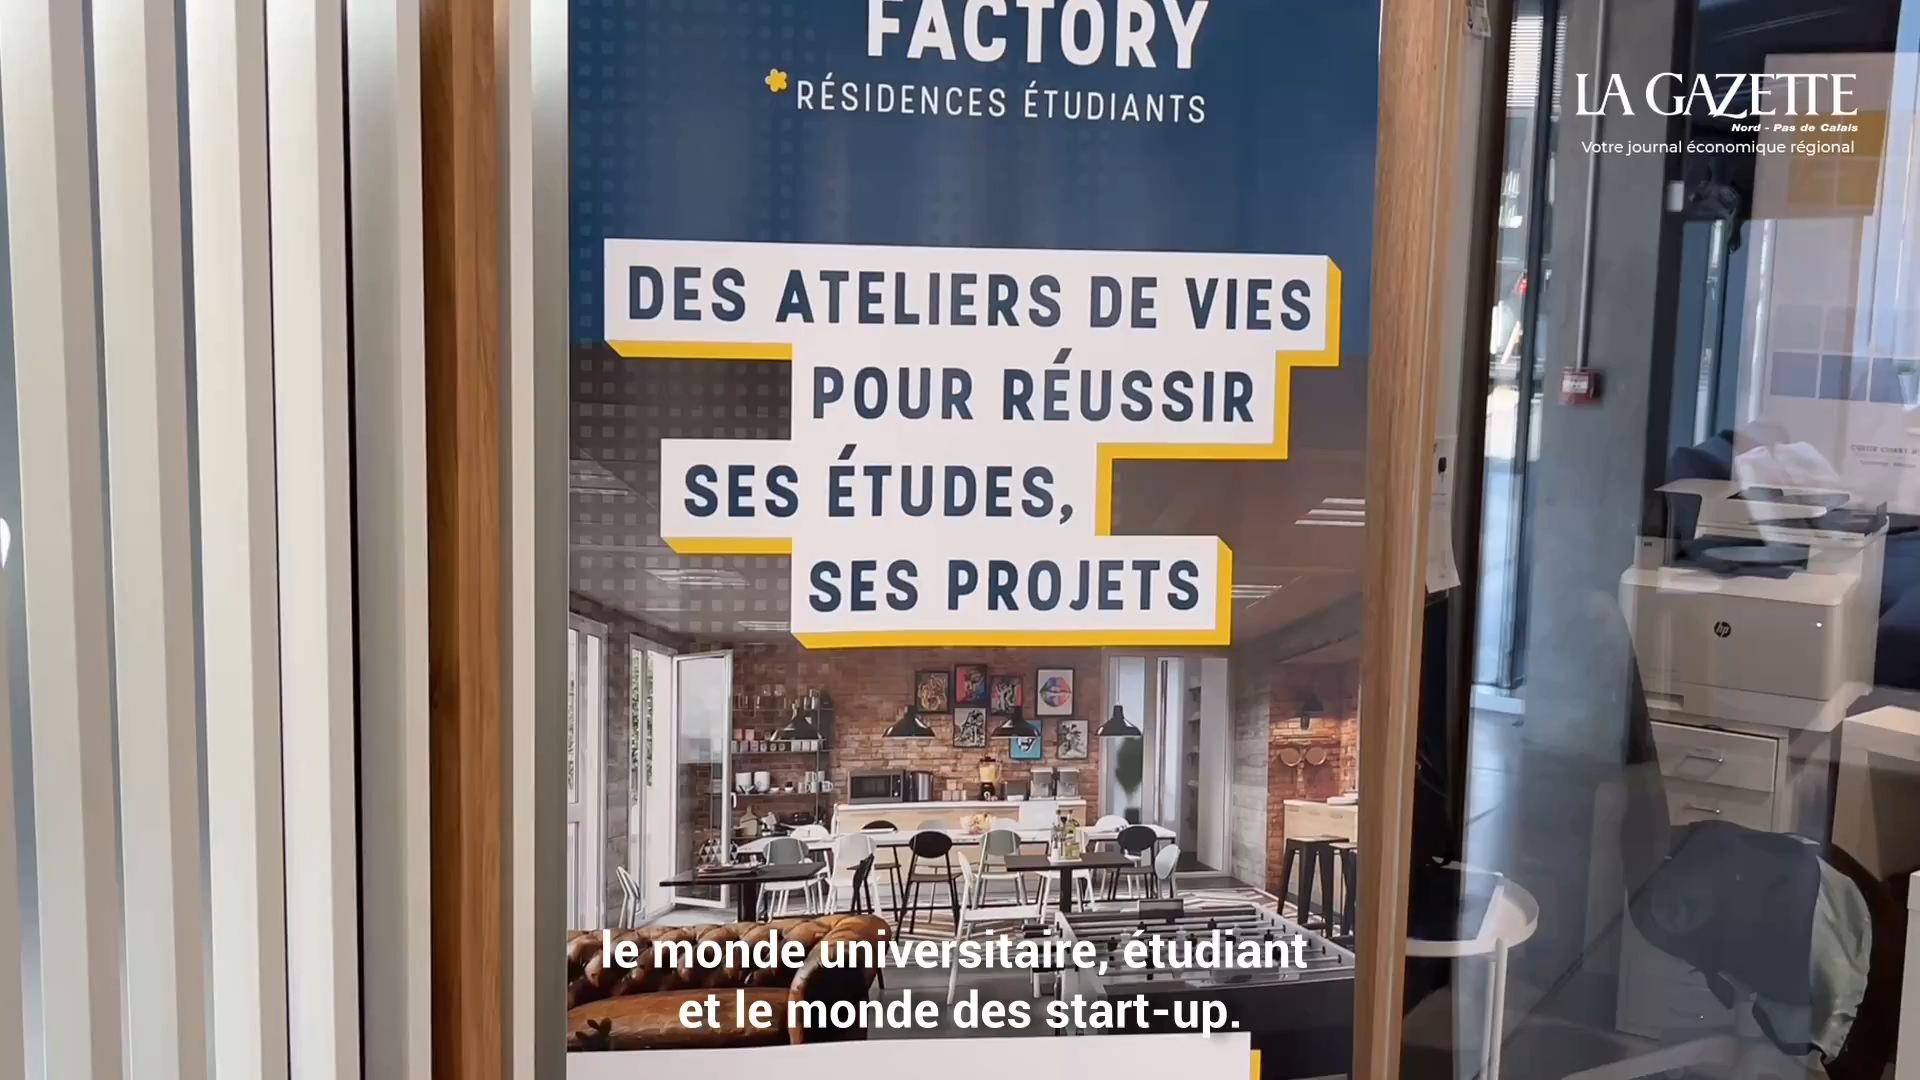 FACTORY
RÉSIDENCES ÉTUDIANTS
LA GAZETTE
Nord - Pas de Calais
Votre journal économique régional
DES ATELIERS DE VIES
POUR RÉUSSIR
SES ÉTUDES,
SES PROJETS
hp
le monde universitaire, étudiant
et le monde des start-up.